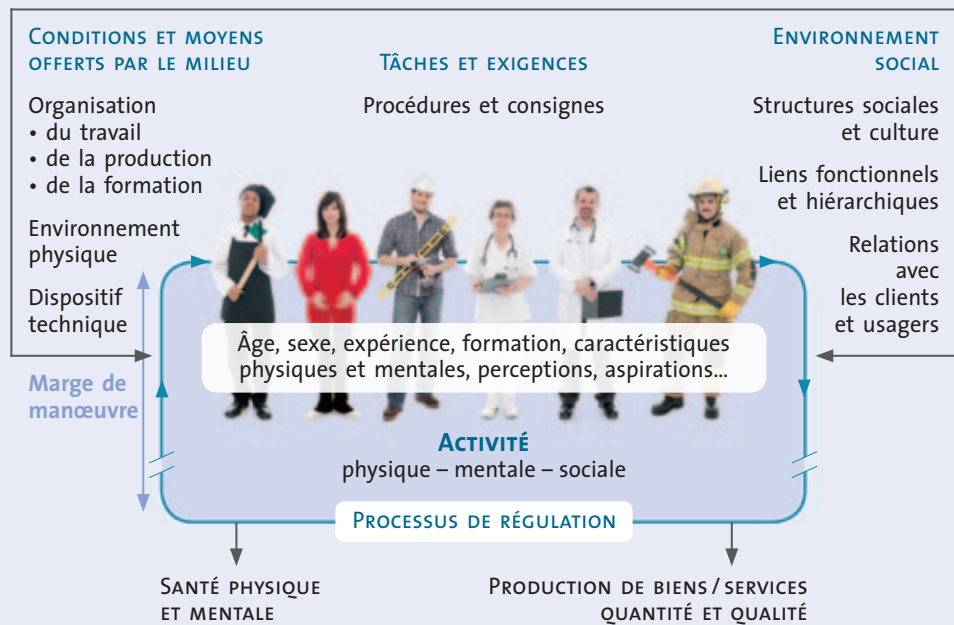 CONDITIONS ET MOYENS
OFFERTS PAR LE MILIEU
Organisation
• du travail
• de la production
• de la formation
Environnement
physique
Dispositif
technique
TÂCHES ET EXIGENCES
Procédures et consignes
ENVIRONNEMENT
SOCIAL
Structures sociales
et culture
Liens fonctionnels
et hiérarchiques
Relations
avec
les clients
et usagers
Marge de
manœuvre
Âge, sexe, expérience, formation, caractéristiques
physiques et mentales, perceptions, aspirations...
ACTIVITÉ
physique – mentale – sociale
PROCESSUS DE RÉGULATION
SANTÉ PHYSIQUE
ET MENTALE
PRODUCTION DE BIENS / SERVICES
QUANTITÉ ET QUALITÉ